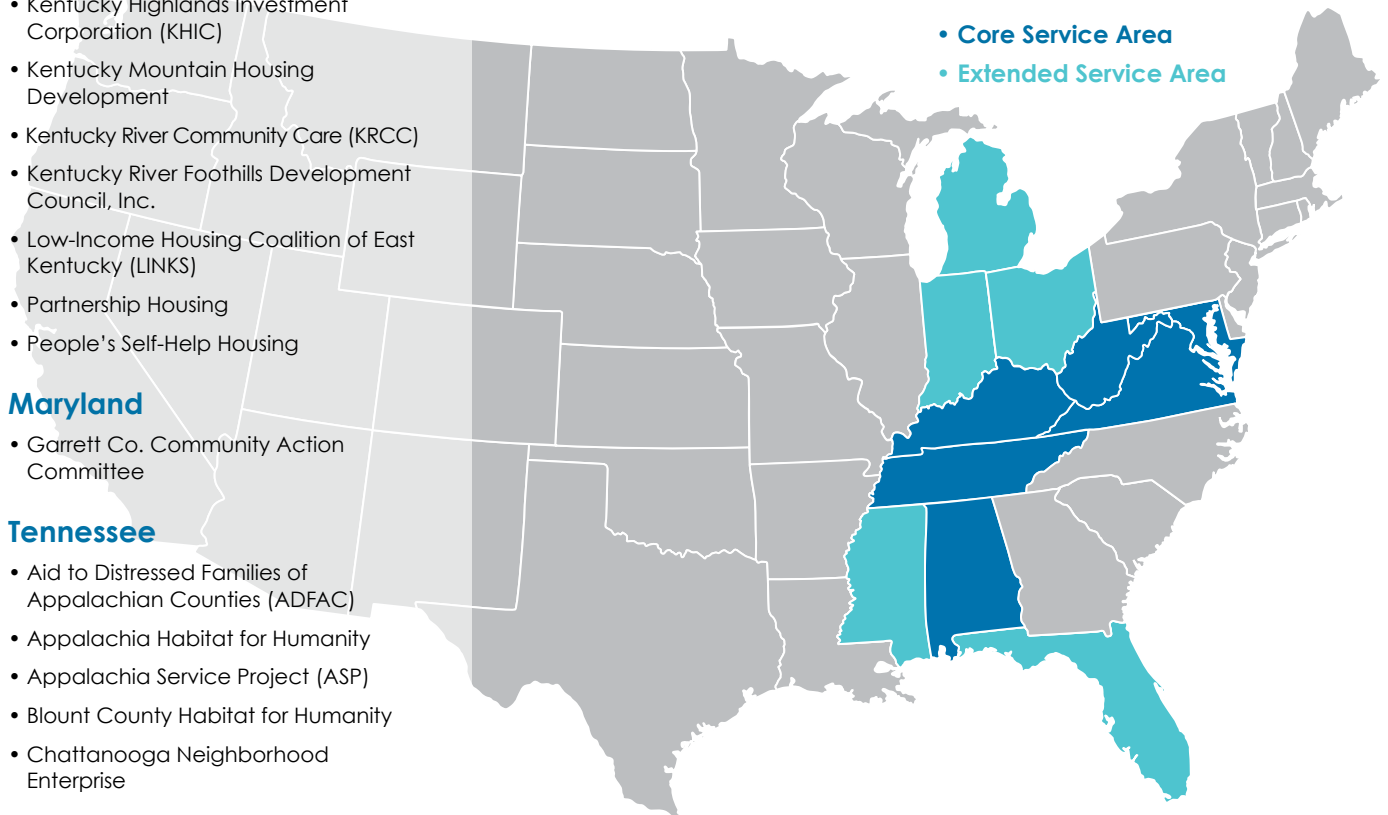 • Kentucky Highlands Investment
Corporation (KHIC)
• Kentucky Mountain Housing
Development
• Kentucky River Community Care (KRCC)
• Kentucky River Foothills Development
Council, Inc.
• Low-Income Housing Coalition of East
Kentucky (LINKS)
• Partnership Housing
• People’s Self-Help Housing
Maryland
• Garrett Co. Community Action
Committee
Tennessee
• Aid to Distressed Families of
Appalachian Counties (ADFAC)
• Appalachia Habitat for Humanity
• Appalachia Service Project (ASP)
• Blount County Habitat for Humanity
• Chattanooga Neighborhood
Enterprise
• Core Service Area
• Extended Service Area